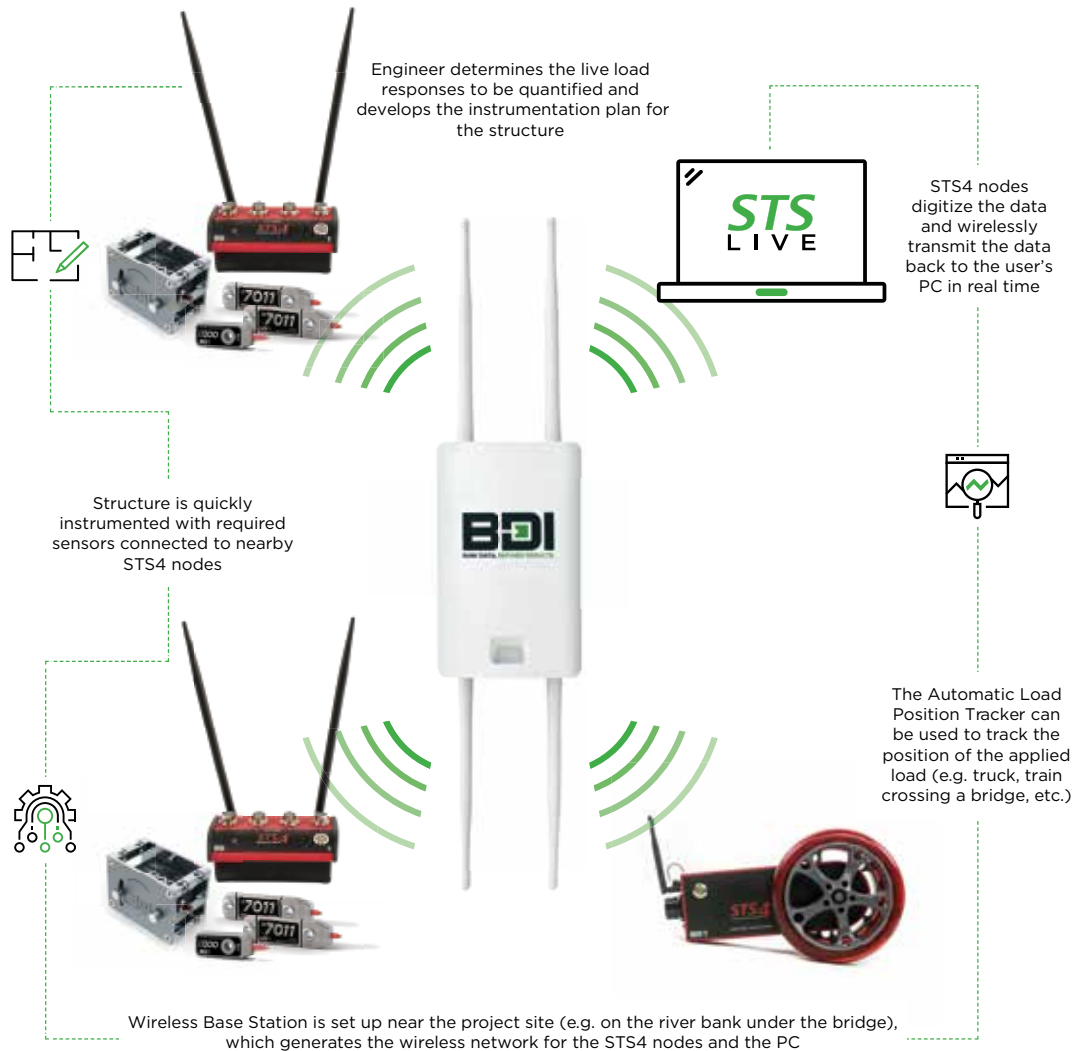 Engineer determines the live load
responses to be quantified and
develops the instrumentation plan for
the structure
STS4
7011
7011
STS
LIVE
STS4 nodes
digitize the data
and wirelessly
transmit the data
back to the user's
PC in real time
Structure is quickly
instrumented with required
sensors connected to nearby
STS4 nodes
BDI
The Automatic Load
Position Tracker can
be used to track the
position of the applied
load (e.g. truck, train
crossing a bridge, etc.)
STS4
7011
7011
STS4
Wireless Base Station is set up near the project site (e.g. on the river bank under the bridge),
which generates the wireless network for the STS4 nodes and the PC